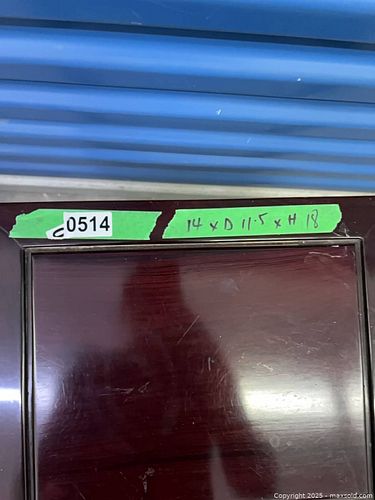 C0514
14 x D 11.5 x H 18
Copyright 2025 - maxsold.com